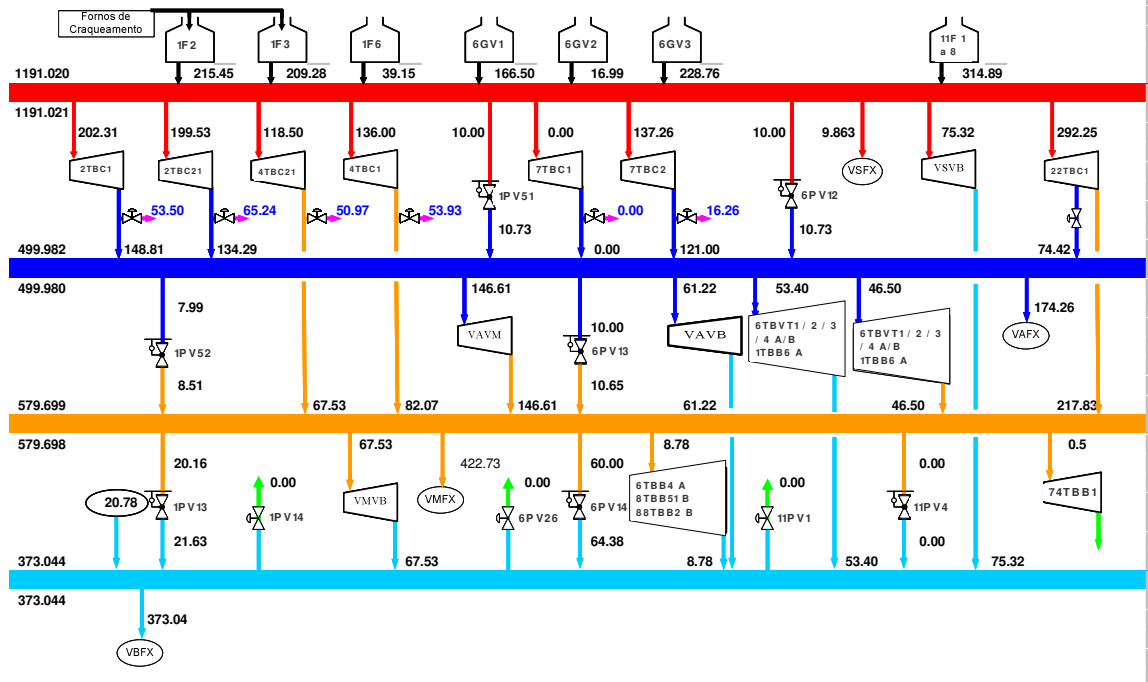 Fornos de
Craqueamento
1F2
1F3
1F6
6GV1
6GV2
6GV3
11F 1
a 8
1191.020
215.45
209.28
39.15
166.50
16.99
228.76
314.89
1191.021
202.31
199.53
118.50
136.00
10.00
0.00
137.26
10.00
9.863
75.32
292.25
2TBC1
2TBC21
4TBC21
4TBC1
1PV51
7TBC1
7TBC2
6PV12
VSFX
VSVB
22TBC1
53.50
65.24
50.97
53.93
10.73
0.00
16.26
10.73
499.982
148.81
134.29
0.00
121.00
74.42
499.980
7.99
146.61
10.00
61.22
53.40
46.50
174.26
1PV52
VAVM
6PV13
VAVB
6TBVT1 / 2 / 3
/ 4 A/B
1TBB6 A
6TBVT1 / 2 / 3
/ 4 A/B
1TBB6 A
VAFX
8.51
10.65
579.699
67.53
82.07
146.61
61.22
46.50
217.83
579.698
20.16
67.53
422.73
60.00
8.78
0.00
0.5
20.78
1PV13
0.00
1PV14
VMVB
VMFX
0.00
6PV26
6PV14
6TBB4 A
8TBB51 B
88TBB2 B
0.00
11PV1
11PV4
74TBB1
21.63
64.38
0.00
373.044
67.53
8.78
53.40
75.32
373.044
373.04
VBFX